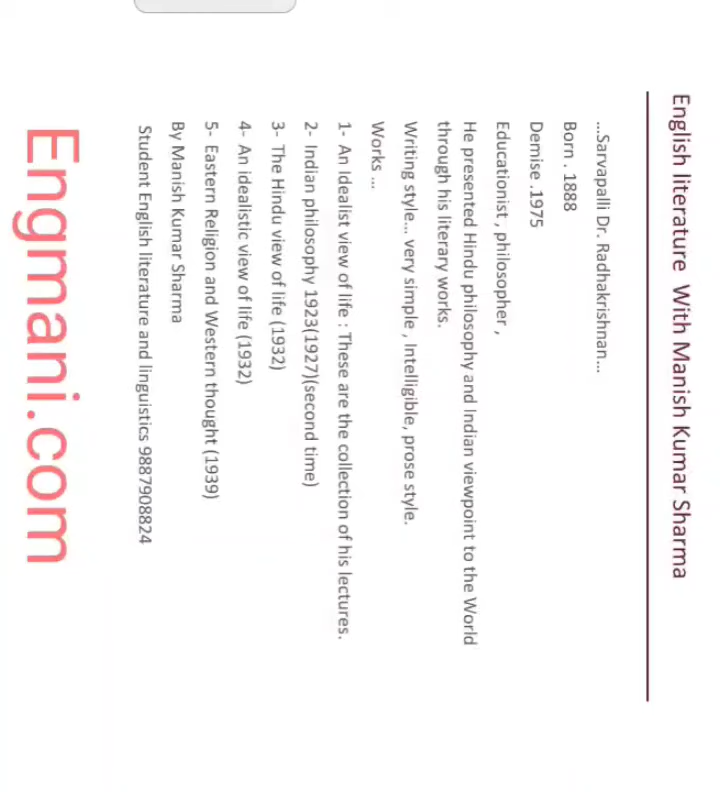 English literature With Manish Kumar Sharma
...Sarvapalli Dr. Radhakrishnan...
Born . 1888
Demise .1975
Educationist , philosopher ,
He presented Hindu philosophy and Indian viewpoint to the World
through his literary works.
Writing style... very simple , Intelligible, prose style.
Works ...
1- An Idealist view of life : These are the collection of his lectures.
2- Indian philosophy 1923(1927)(second time)
3- The Hindu view of life (1932)
4- An idealistic view of life (1932)
5- Eastern Religion and Western thought (1939)
By Manish Kumar Sharma
Student English literature and linguistics 9887908824
Engmani.com